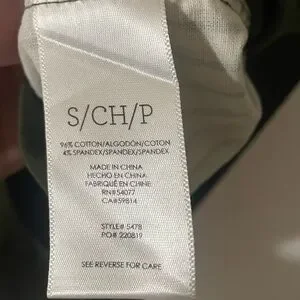 S/CH/P
96% COTTON/ALGODÓN/COTON
4% SPANDEX/SPANDEX/SPANDEX
MADE IN CHINA
HECHO EN CHINA
FABRIQUÉ EN CHINE
RN#54077
CA#59814
STYLE# 5478
PO# 220819
SEE REVERSE FOR CARE